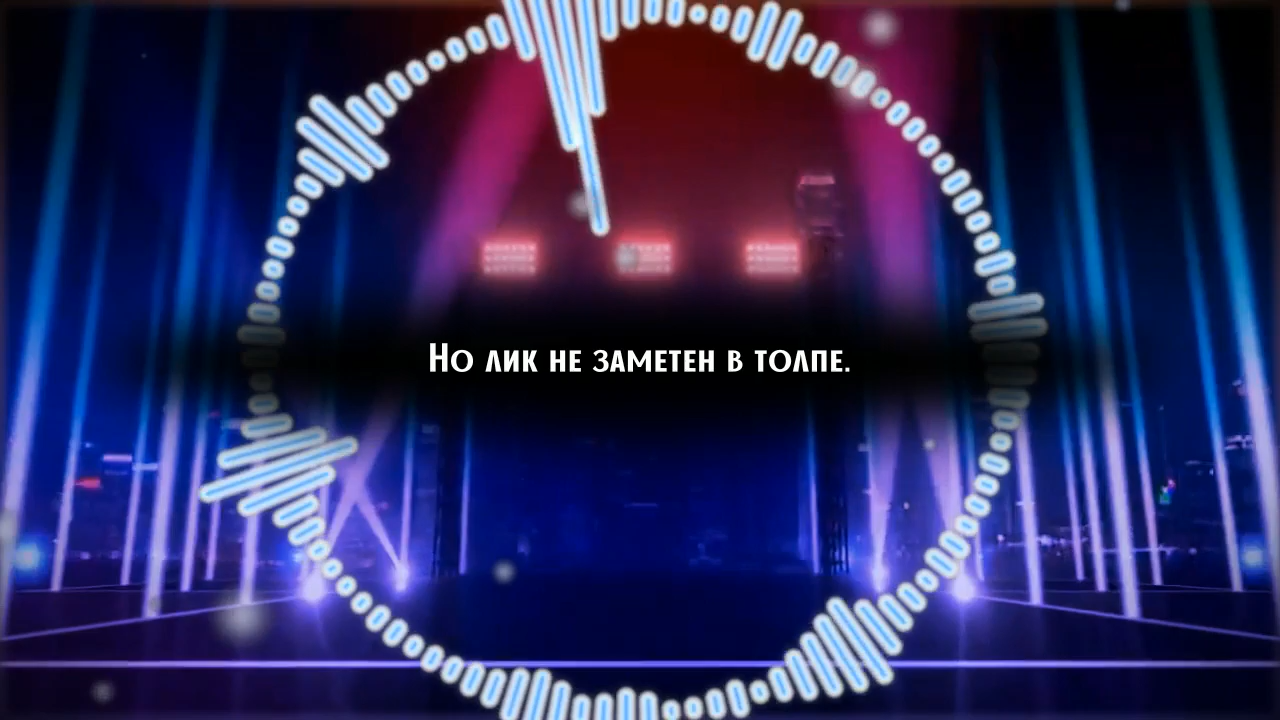 Но лик не заметен в толпе.